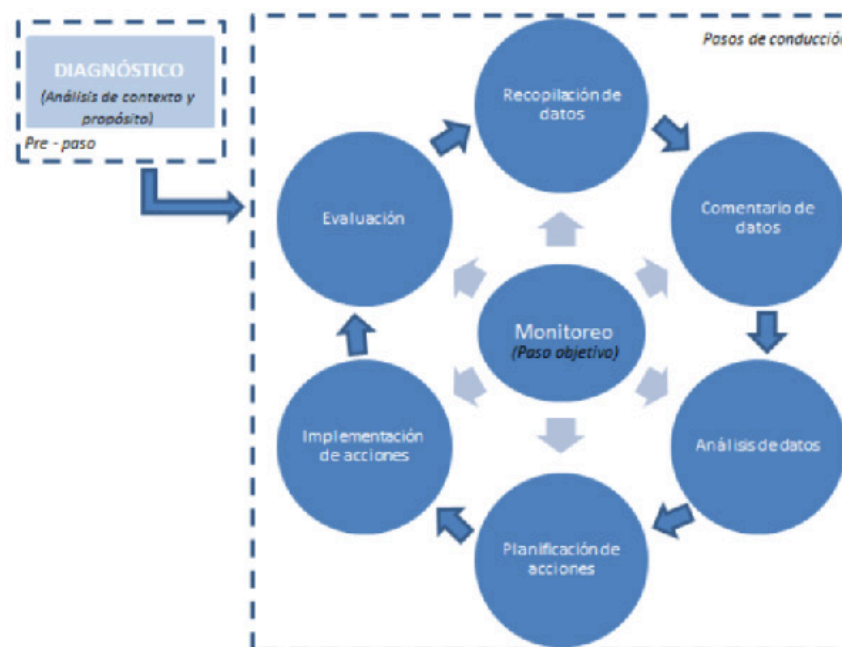 DIAGNÓSTICO
(Análisis de contexto y
propósito)
Pre - paso
Pasos de conducción
Recopilación de
datos
Comentario de
datos
Análisis de datos
Planificación de
acciones
Implementación
de acciones
Evaluación
Monitoreo
(Paso objetivo)